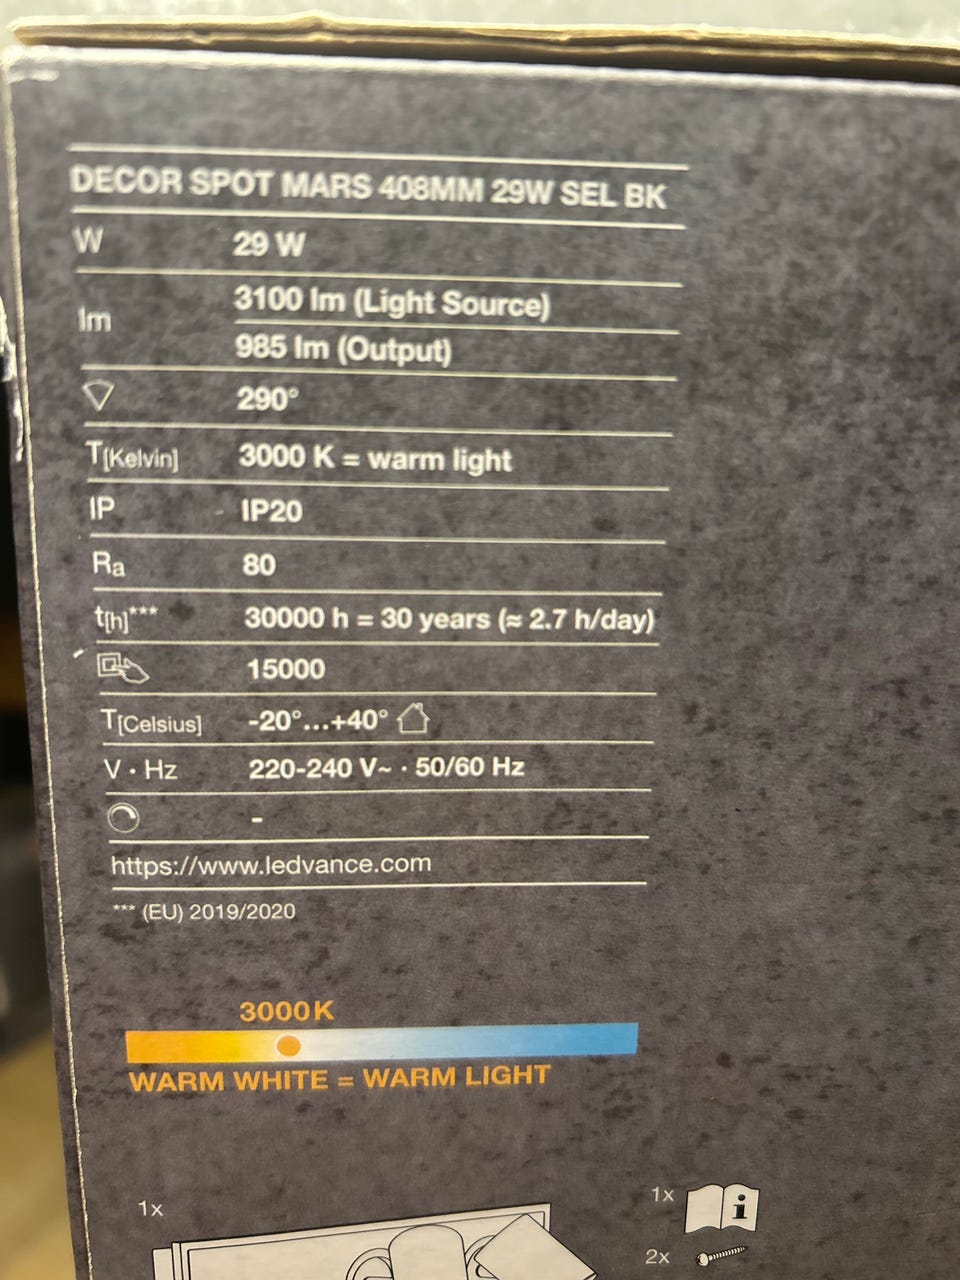 DECOR SPOT MARS 408MM 29W SEL BK
W 29 W
lm 3100 lm (Light Source)
985 lm (Output)
290°
T[Kelvin] 3000 K = warm light
IP IP20
Ra 80
t[h]*** 30000 h = 30 years (≈ 2.7 h/day)
15000
T[Celsius] -20°...+40°
V · Hz 220-240 V~ · 50/60 Hz
-
https://www.ledvance.com
*** (EU) 2019/2020
3000K
WARM WHITE = WARM LIGHT
1x
1x i
2x